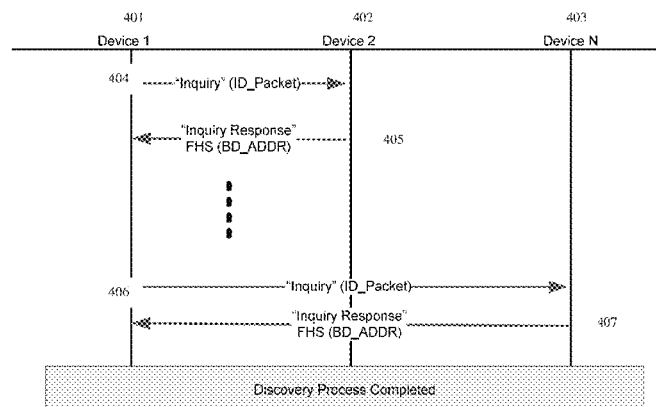 401 402 403
Device 1 Device 2 Device N
404 "Inquiry" (ID_Packet)
"Inquiry Response"
FHS (BD_ADDR) 405
406 "Inquiry" (ID_Packet)
"Inquiry Response"
FHS (BD_ADDR) 407
Discovery Process Completed